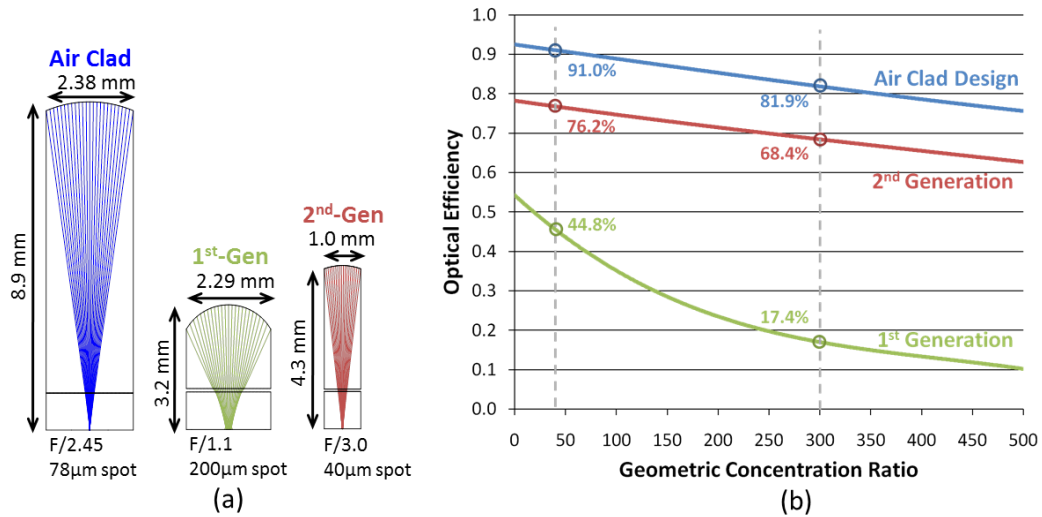 Air Clad
2.38 mm
8.9 mm
F/2.45
78µm spot
1st-Gen
2.29 mm
3.2 mm
F/1.1
200µm spot
2nd-Gen
1.0 mm
4.3 mm
F/3.0
40µm spot
(a)
Optical Efficiency
1.0
0.9
0.8
0.7
0.6
0.5
0.4
0.3
0.2
0.1
0.0
91.0%
81.9%
Air Clad Design
76.2%
68.4%
2nd Generation
44.8%
17.4%
1st Generation
0 50 100 150 200 250 300 350 400 450 500
Geometric Concentration Ratio
(b)